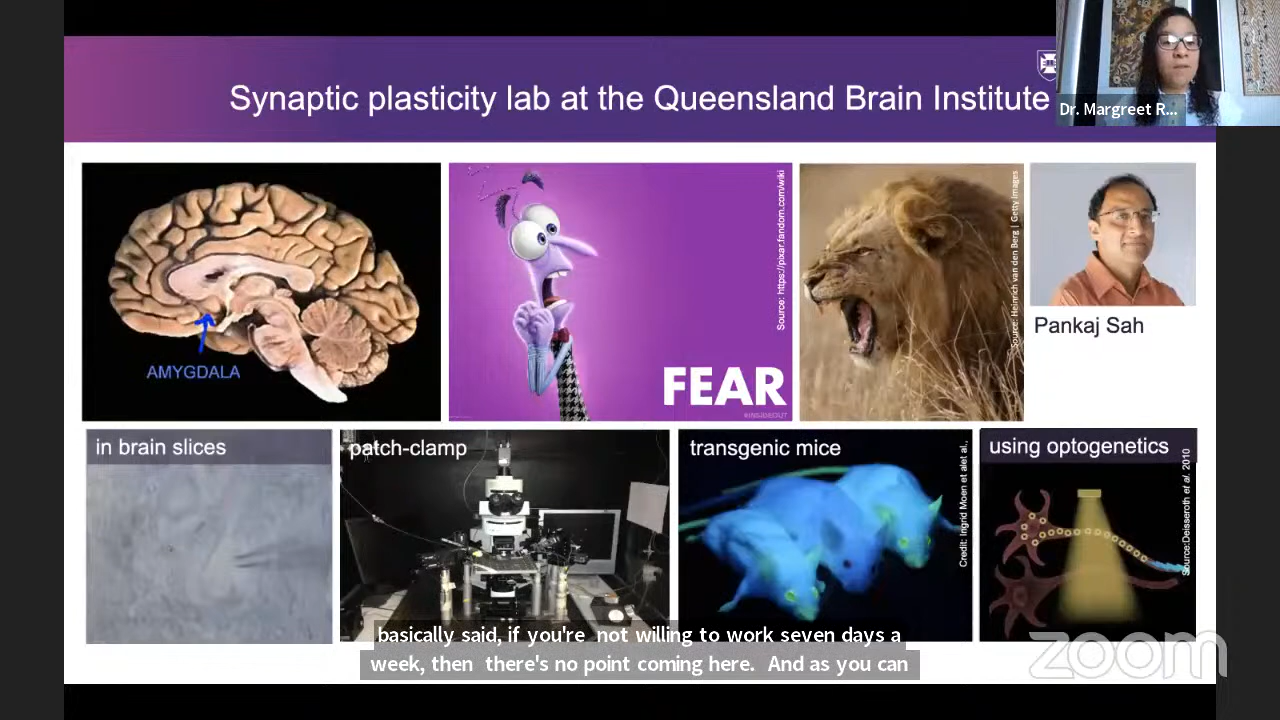 Synaptic plasticity lab at the Queensland Brain Institute
Dr. Margreet R...
AMYGDALA
FEAR
Source: https://pixar.fandom.com/wiki
Source: Heinrich van den Berg | Getty Images
Pankaj Sah
in brain slices
patch-clamp
transgenic mice
Credit: Ingrid Moen et alet al.,
using optogenetics
Source:Deisseroth et al. 2010
basically said, if you're not willing to work seven days a
week, then there's no point coming here. And as you can
zoom